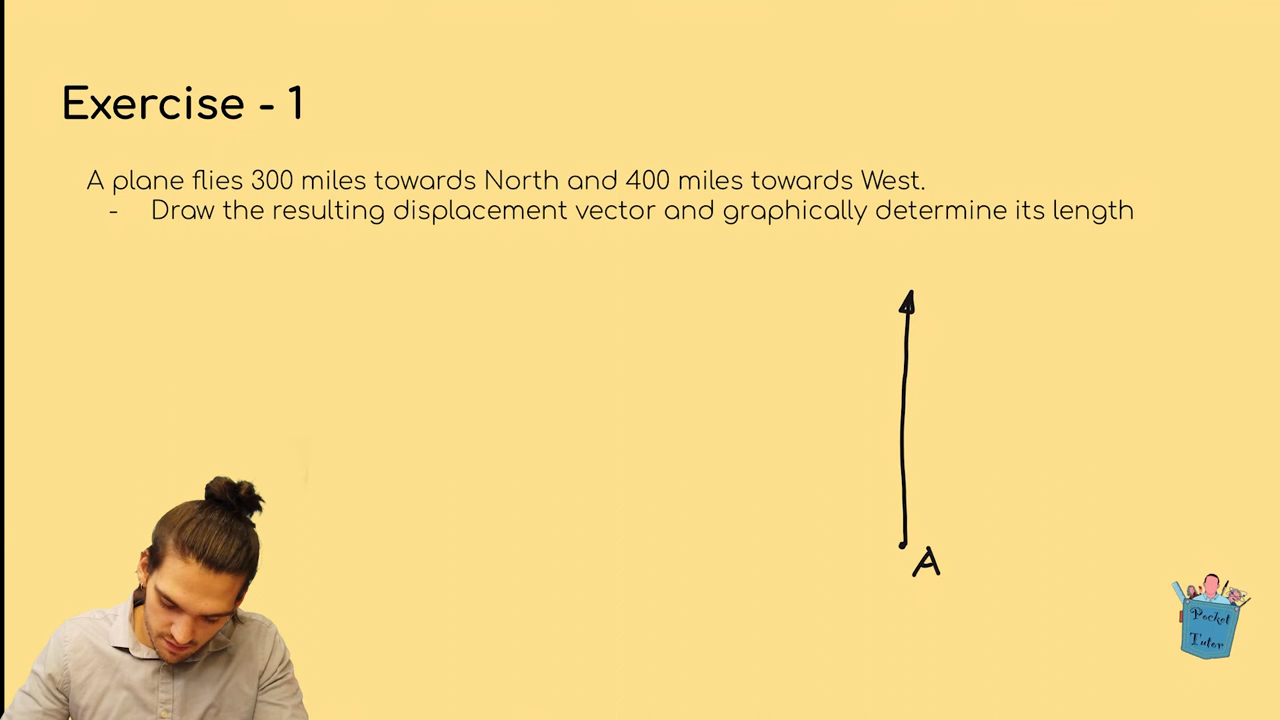 Exercise - 1
A plane flies 300 miles towards North and 400 miles towards West.
- Draw the resulting displacement vector and graphically determine its length
A
Pocket
Tutor